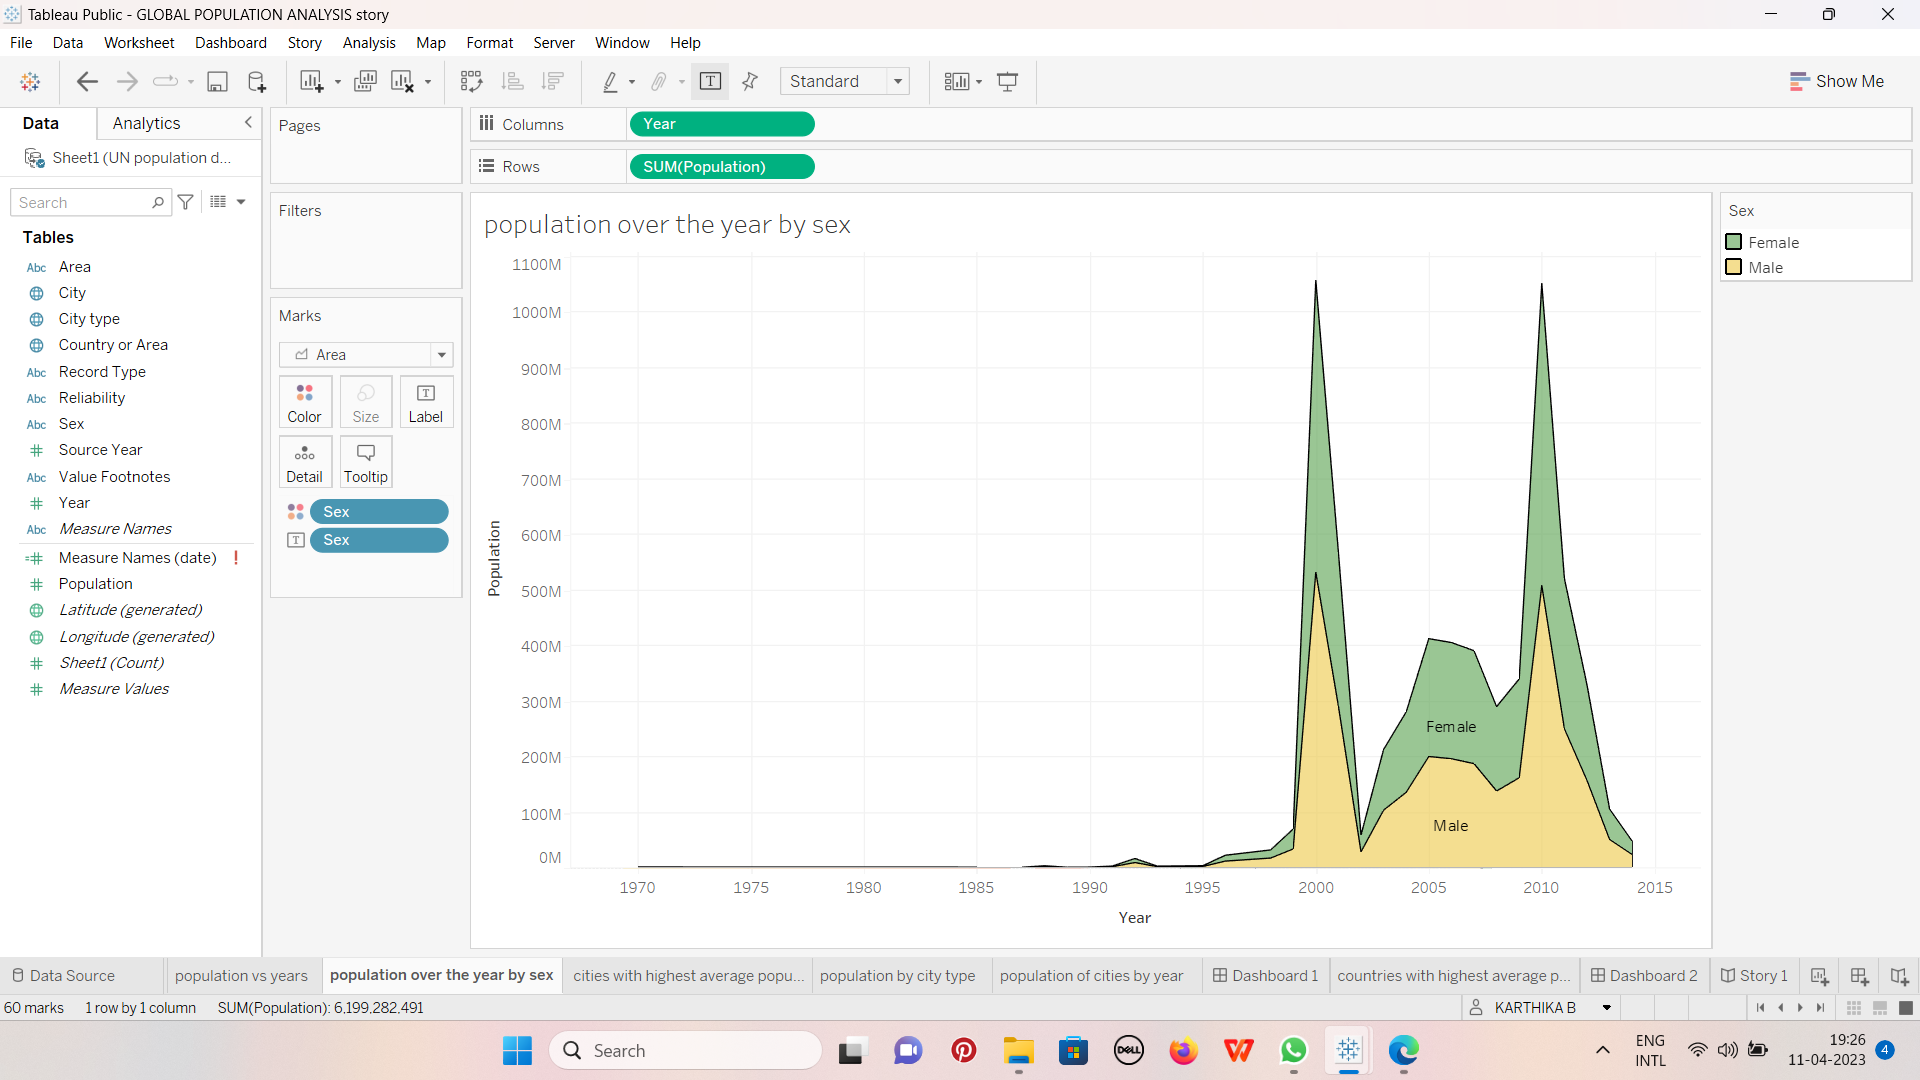 Tableau Public - GLOBAL POPULATION ANALYSIS story
File Data Worksheet Dashboard Story Analysis Map Format Server Window Help
Standard
Show Me
Data Analytics
Sheet1 (UN population d...
Search
Tables
Abc Area
City
City type
Country or Area
Abc Record Type
Abc Reliability
Abc Sex
Source Year
Abc Value Footnotes
Year
Abc Measure Names
Measure Names (date) !
Population
Latitude (generated)
Longitude (generated)
Sheet1 (Count)
Measure Values
Pages
Filters
Marks
Area
Color Size Label
Detail Tooltip
Sex
Sex
Columns Year
Rows SUM(Population)
population over the year by sex
1100M
1000M
900M
800M
700M
600M
500M
400M
300M
200M
100M
0M
Population
Female
Male
1970 1975 1980 1985 1990 1995 2000 2005 2010 2015
Year
Sex
Female
Male
Data Source population vs years population over the year by sex cities with highest average popu... population by city type population of cities by year Dashboard 1 countries with highest average p... Dashboard 2 Story 1
60 marks 1 row by 1 column SUM(Population): 6,199,282,491 KARTHIKA B
Search
DELL
ENG
INTL
19:26
11-04-2023
4